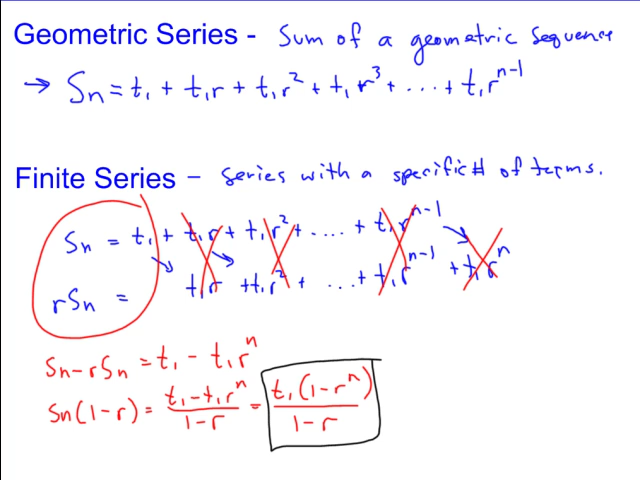 Geometric Series - Sum of a geometric sequence
→ Sn = t₁ + t₁r + t₁r² + t₁r³ + .... + t₁rⁿ⁻¹
Finite Series - series with a specific # of terms.
Sn = t₁ + t₁r + t₁r² + .... + t₁rⁿ⁻¹
rSn = t₁r + t₁r² + ... + t₁rⁿ⁻¹ + t₁rⁿ
Sn - rSn = t₁ - t₁rⁿ
Sn(1-r) = (t₁ - t₁rⁿ)/(1-r) = t₁(1-rⁿ)/(1-r)